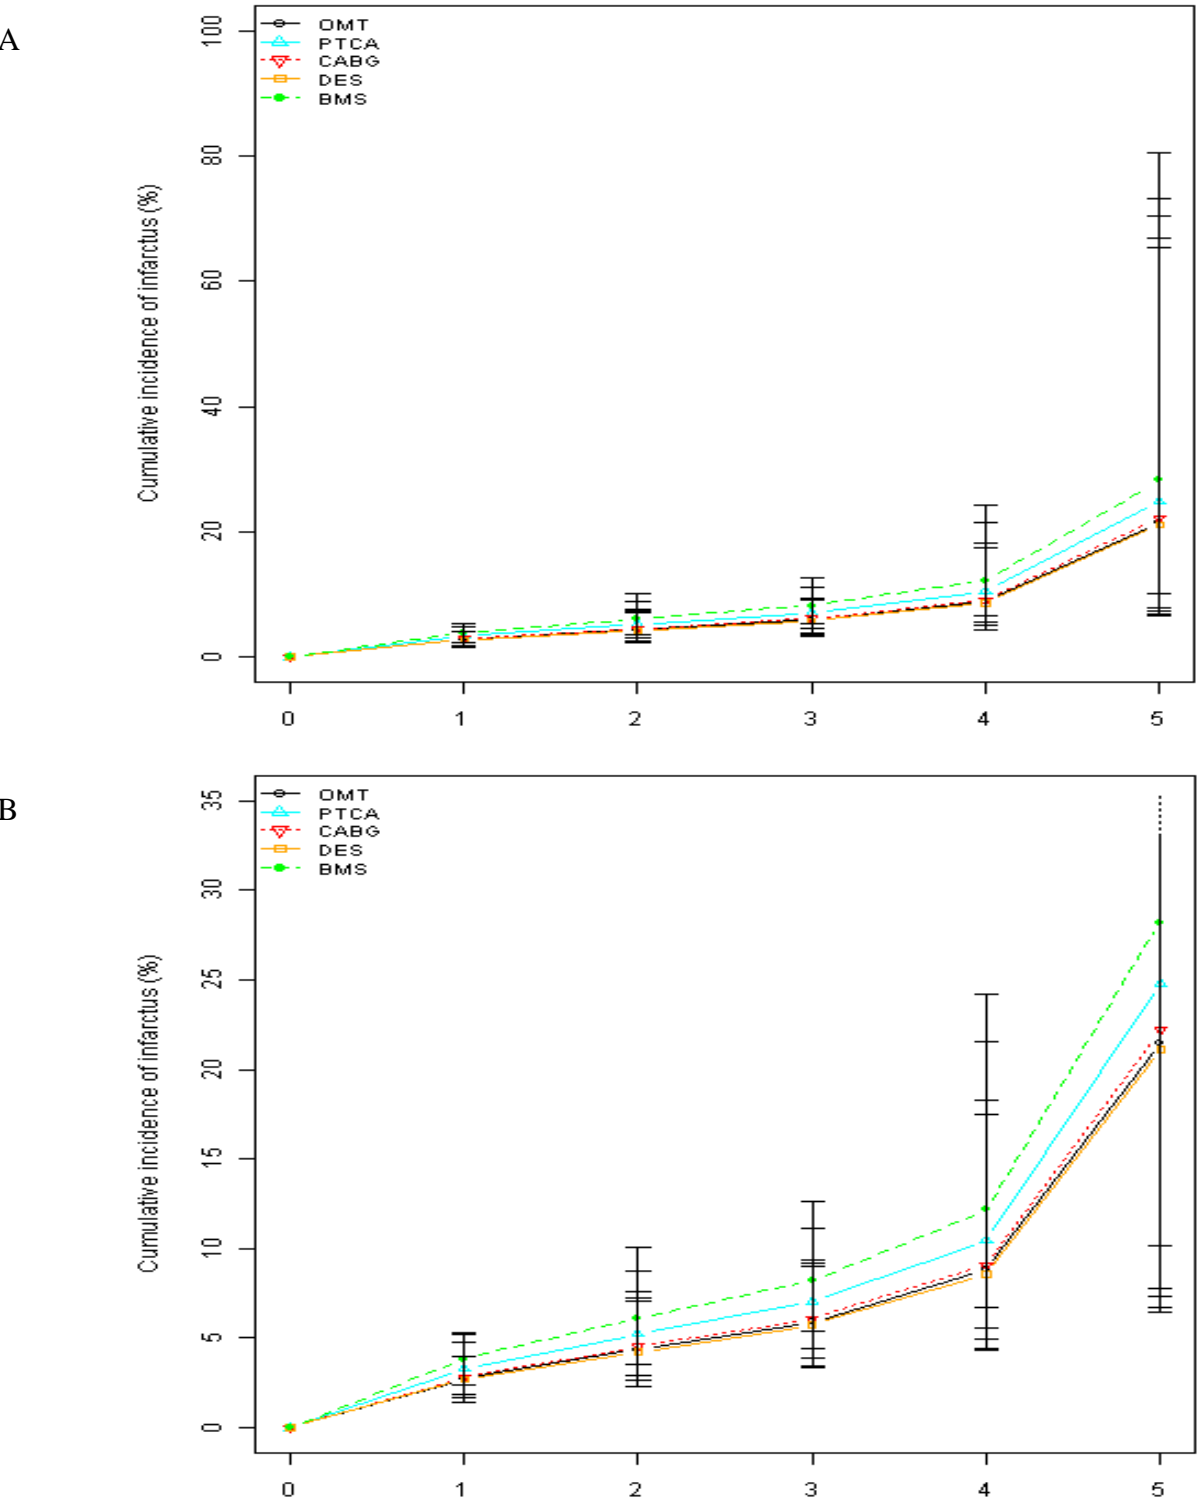 A
100
80
60
40
20
0
Cumulative incidence of infarctus (%)
OMT
PTCA
CABG
DES
BMS
0 1 2 3 4 5
B
35
30
25
20
15
10
5
0
Cumulative incidence of infarctus (%)
OMT
PTCA
CABG
DES
BMS
0 1 2 3 4 5